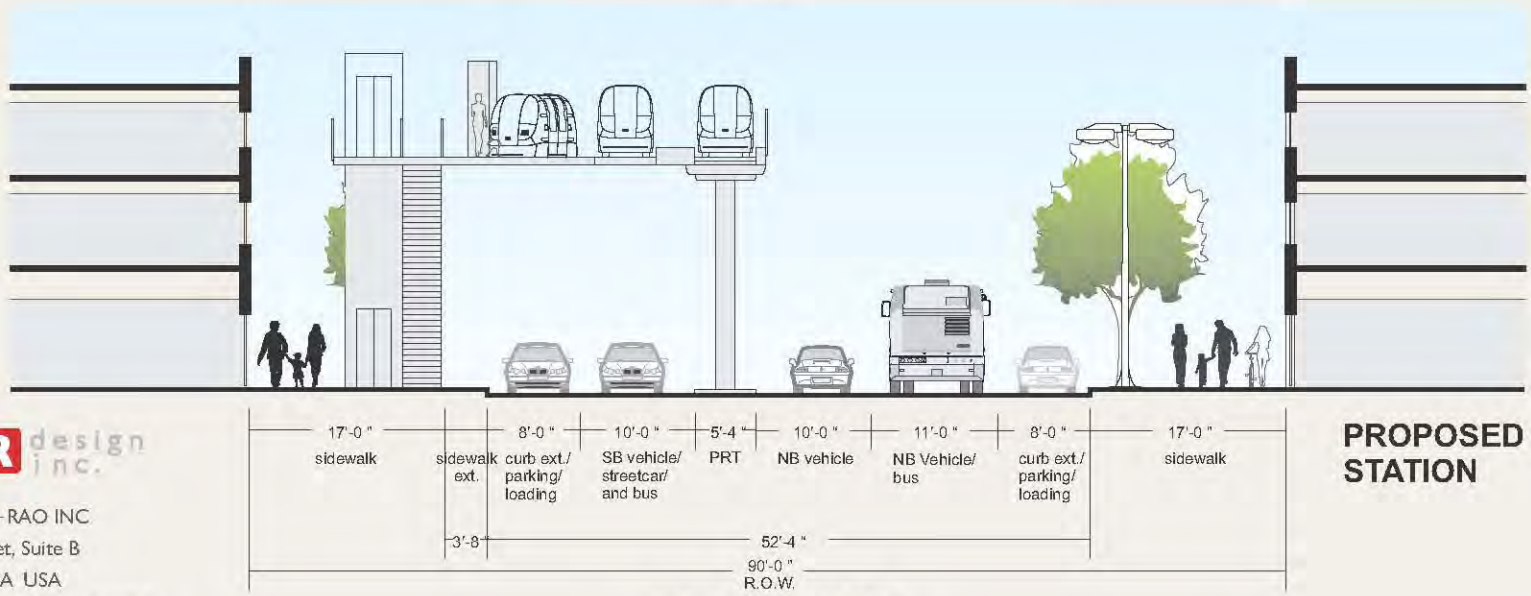 R design
inc.
-RAO INC
et, Suite B
A USA
17'-0 "
sidewalk
3'-8 "
sidewalk
ext.
8'-0 "
curb ext./
parking/
loading
10'-0 "
SB vehicle/
streetcar/
and bus
5'-4 "
PRT
10'-0 "
NB vehicle
11'-0 "
NB Vehicle/
bus
8'-0 "
curb ext./
parking/
loading
17'-0 "
sidewalk
52'-4 "
90'-0 "
R.O.W.
PROPOSED
STATION